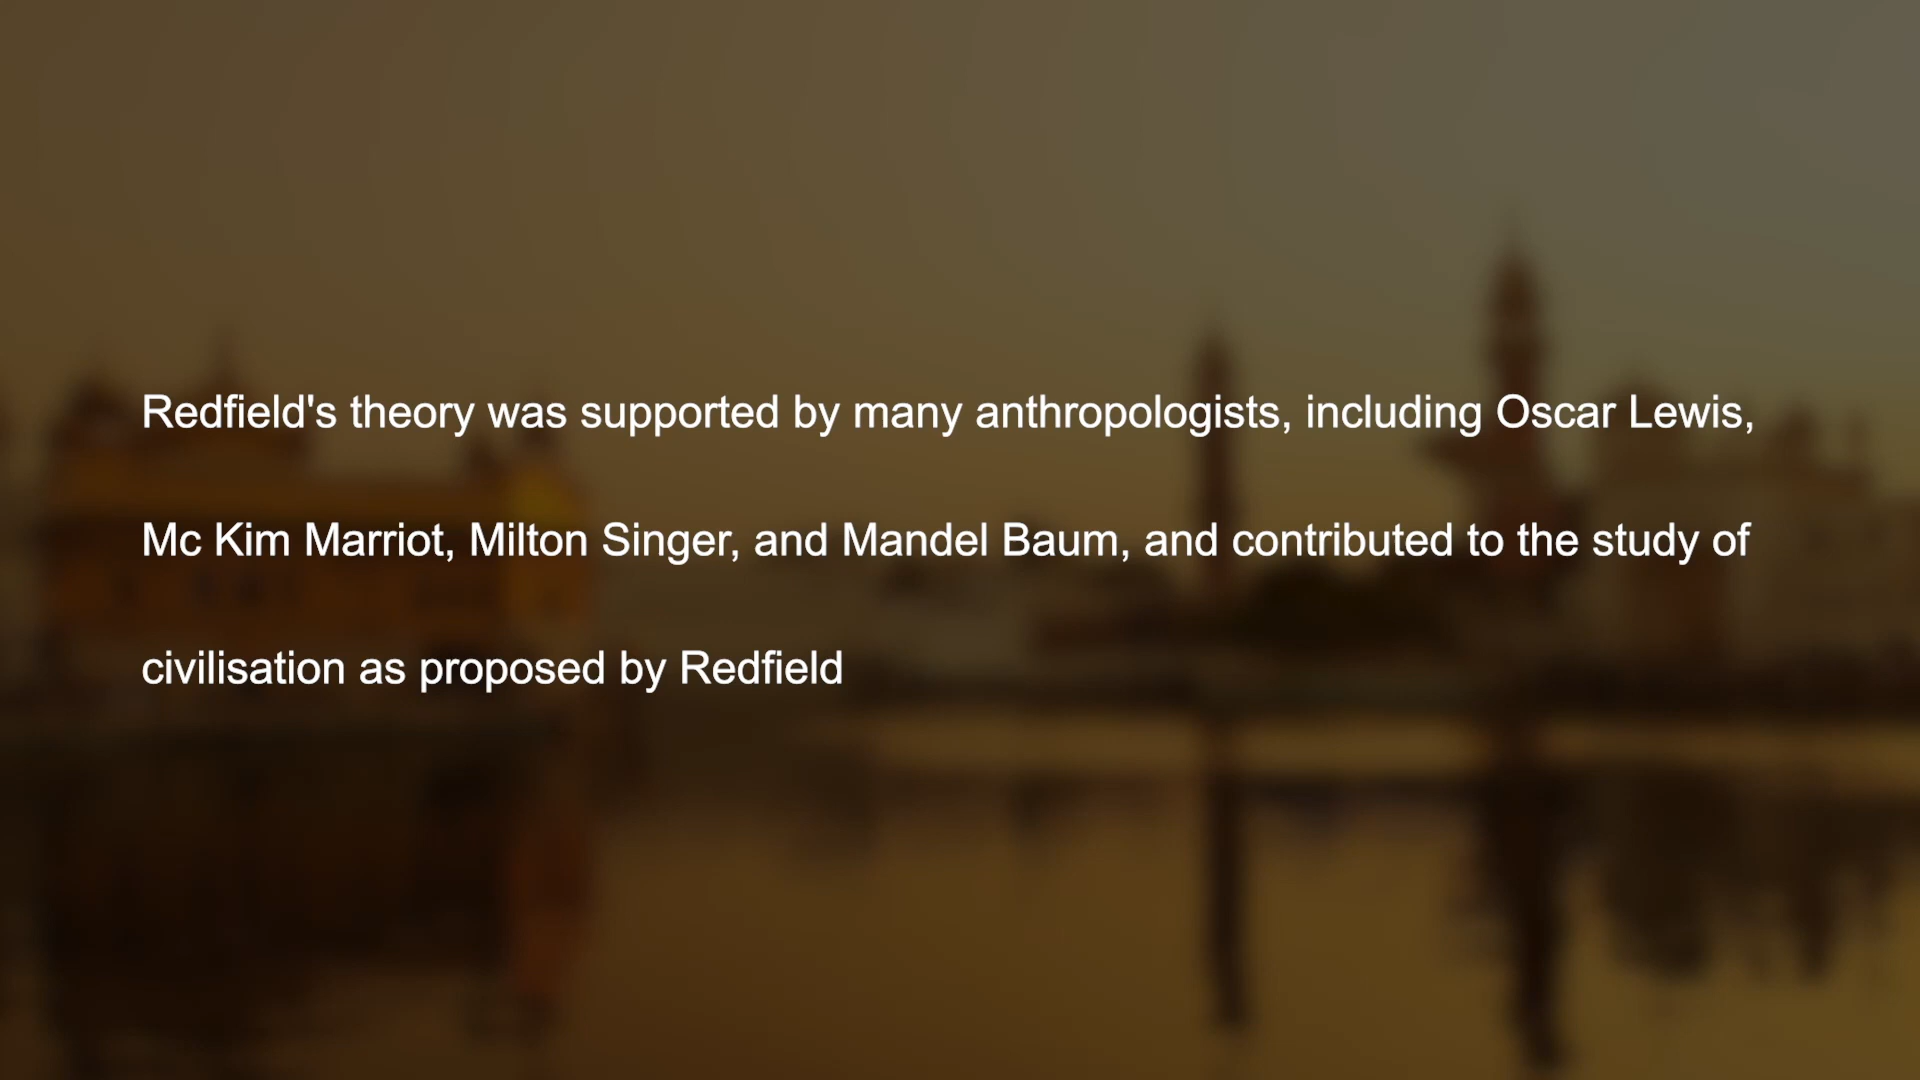 Redfield's theory was supported by many anthropologists, including Oscar Lewis,
Mc Kim Marriot, Milton Singer, and Mandel Baum, and contributed to the study of
civilisation as proposed by Redfield